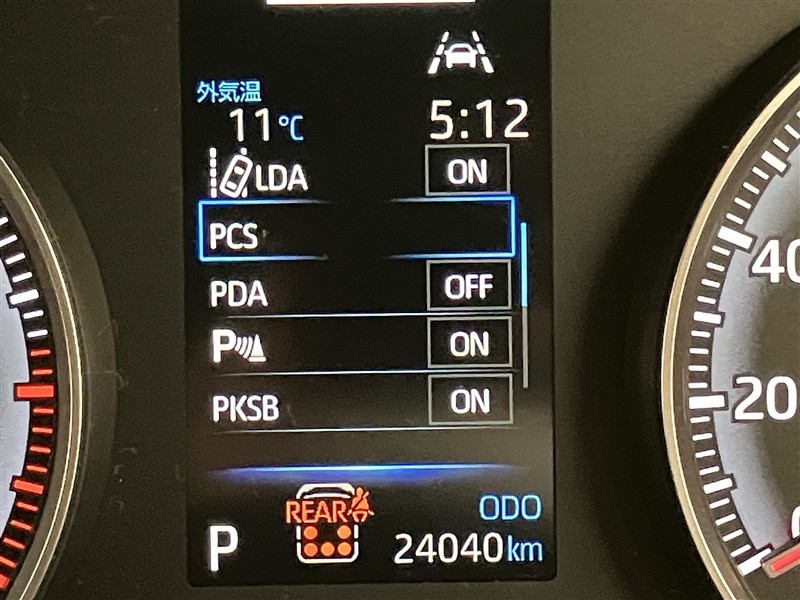 外気温
11℃ 5:12
LDA ON
PCS
PDA OFF
P ON
PKSB ON
REAR
ODO
P 24040km
40
20